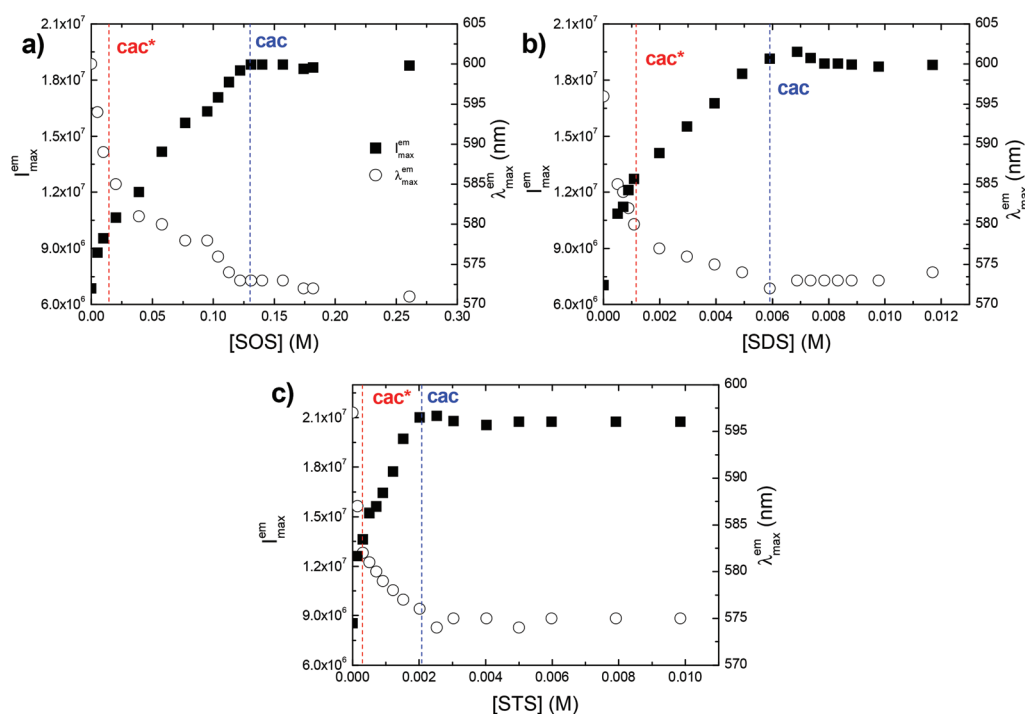 a)
cac*
cac
2.1x10⁷
1.8x10⁷
1.5x10⁷
1.2x10⁷
9.0x10⁶
6.0x10⁶
I^em_max
I^em_max
λ^em_max
605
600
595
590
585
580
575
570
λ^em_max (nm)
0.00 0.05 0.10 0.15 0.20 0.25 0.30
[SOS] (M)
b)
cac*
cac
2.1x10⁷
1.8x10⁷
1.5x10⁷
1.2x10⁷
9.0x10⁶
6.0x10⁶
I^em_max
605
600
595
590
585
580
575
570
λ^em_max (nm)
0.000 0.002 0.004 0.006 0.008 0.010 0.012
[SDS] (M)
c)
cac*
cac
2.1x10⁷
1.8x10⁷
1.5x10⁷
1.2x10⁷
9.0x10⁶
6.0x10⁶
I^em_max
600
595
590
585
580
575
570
λ^em_max (nm)
0.000 0.002 0.004 0.006 0.008 0.010
[STS] (M)